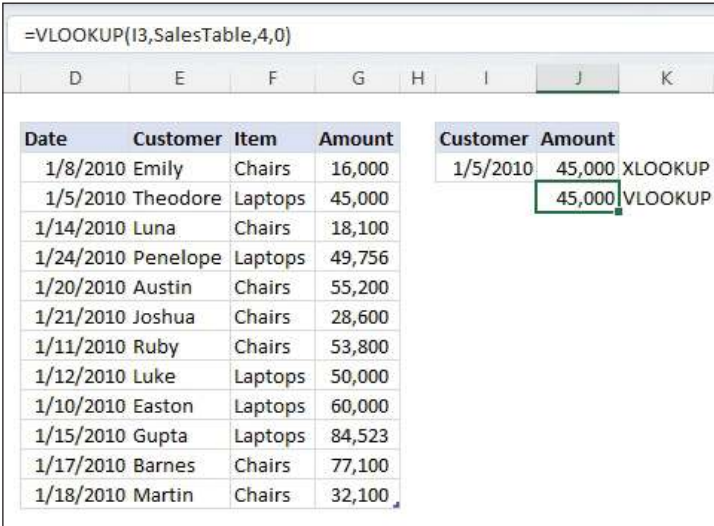 =VLOOKUP(I3,SalesTable,4,0)
D E F G H I J K
Date Customer Item Amount Customer Amount
1/8/2010 Emily Chairs 16,000 1/5/2010 45,000 XLOOKUP
1/5/2010 Theodore Laptops 45,000 45,000 VLOOKUP
1/14/2010 Luna Chairs 18,100
1/24/2010 Penelope Laptops 49,756
1/20/2010 Austin Chairs 55,200
1/21/2010 Joshua Chairs 28,600
1/11/2010 Ruby Chairs 53,800
1/12/2010 Luke Laptops 50,000
1/10/2010 Easton Laptops 60,000
1/15/2010 Gupta Laptops 84,523
1/17/2010 Barnes Chairs 77,100
1/18/2010 Martin Chairs 32,100